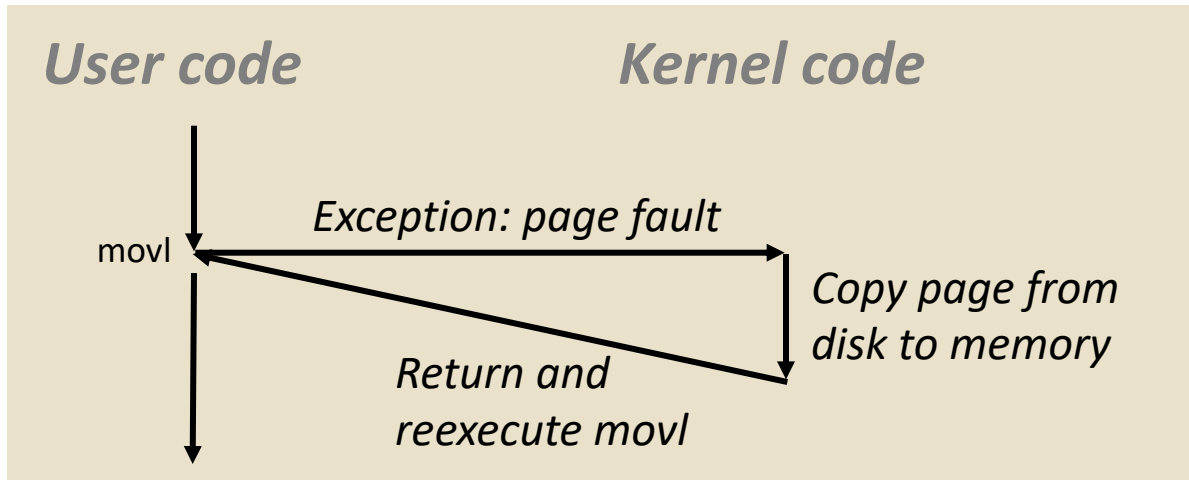 User code
Kernel code
Exception: page fault
movl
Copy page from
disk to memory
Return and
reexecute movl